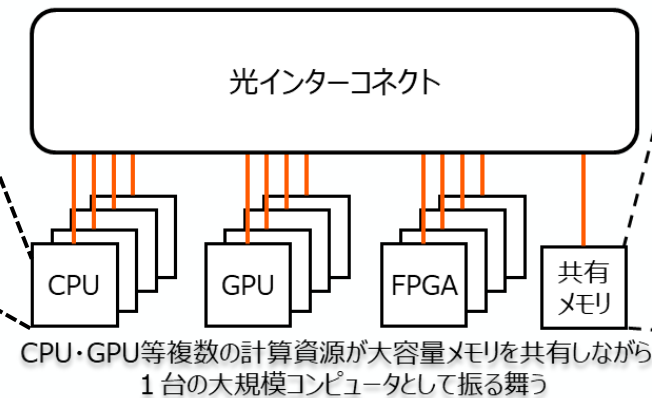 光インターコネクト
CPU
GPU
FPGA
共有
メモリ
CPU・GPU等複数の計算資源が大容量メモリを共有しながら
1台の大規模コンピュータとして振る舞う